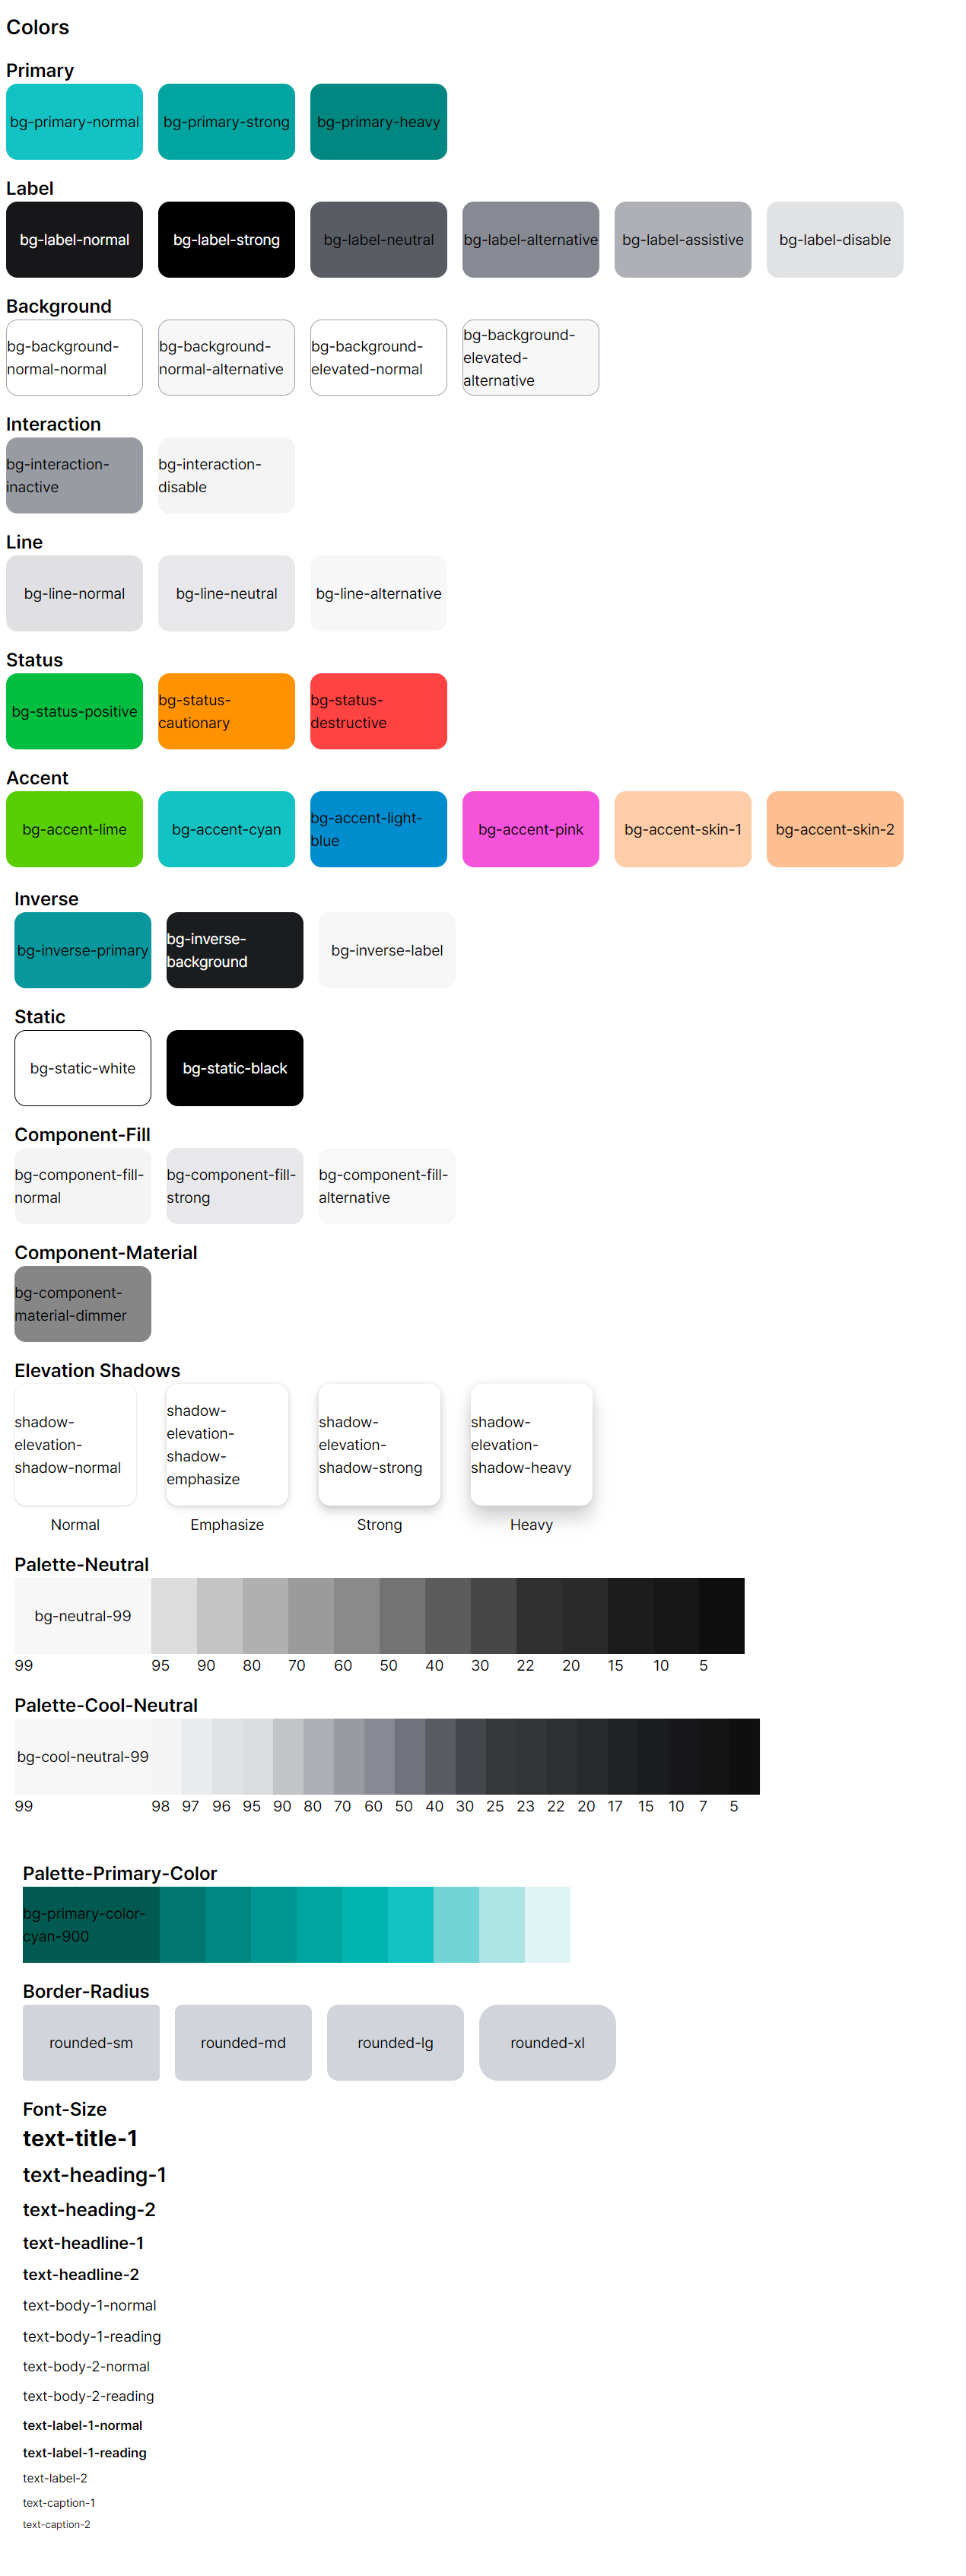 Colors
Primary
bg-primary-normal bg-primary-strong bg-primary-heavy
Label
bg-label-normal bg-label-strong bg-label-neutral bg-label-alternative bg-label-assistive bg-label-disable
Background
bg-background-
normal-normal
bg-background-
normal-alternative
bg-background-
elevated-normal
bg-background-
elevated-
alternative
Interaction
bg-interaction-
inactive
bg-interaction-
disable
Line
bg-line-normal bg-line-neutral bg-line-alternative
Status
bg-status-positive
bg-status-
cautionary
bg-status-
destructive
Accent
bg-accent-lime
bg-accent-cyan
bg-accent-light-
blue
bg-accent-pink
bg-accent-skin-1
bg-accent-skin-2
Inverse
bg-inverse-primary
bg-inverse-
background
bg-inverse-label
Static
bg-static-white bg-static-black
Component-Fill
bg-component-fill-
normal
bg-component-fill-
strong
bg-component-fill-
alternative
Component-Material
bg-component-
material-dimmer
Elevation Shadows
shadow-
elevation-
shadow-normal
shadow-
elevation-
shadow-
emphasize
shadow-
elevation-
shadow-strong
shadow-
elevation-
shadow-heavy
Normal Emphasize Strong Heavy
Palette-Neutral
bg-neutral-99
99 95 90 80 70 60 50 40 30 22 20 15 10 5
Palette-Cool-Neutral
bg-cool-neutral-99
99 98 97 96 95 90 80 70 60 50 40 30 25 23 22 20 17 15 10 7 5
Palette-Primary-Color
bg-primary-color-
cyan-900
Border-Radius
rounded-sm rounded-md rounded-lg rounded-xl
Font-Size
text-title-1
text-heading-1
text-heading-2
text-headline-1
text-headline-2
text-body-1-normal
text-body-1-reading
text-body-2-normal
text-body-2-reading
text-label-1-normal
text-label-1-reading
text-label-2
text-caption-1
text-caption-2